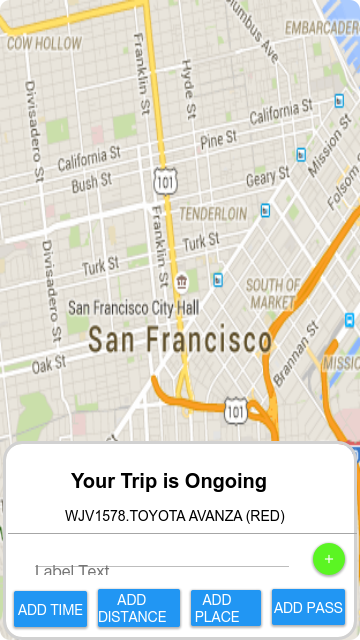 COW HOLLOW
Franklin St
Hyde St
lumbus Ave
EMBARCADER
Divisadero St
California St
Pine St
California St
Bush St
Geary St
Mission St
Folsom
101
TENDERLOIN
Franklin St
Divisadero St
Turk St
Turk St
SOUTH OF
MARKET
San Francisco City Hall
San Francisco
Oak St
Brannan St
MISSIO
101
Your Trip is Ongoing
WJV1578.TOYOTA AVANZA (RED)
+
Label Text
ADD TIME
ADD
DISTANCE
ADD
PLACE
ADD PASS